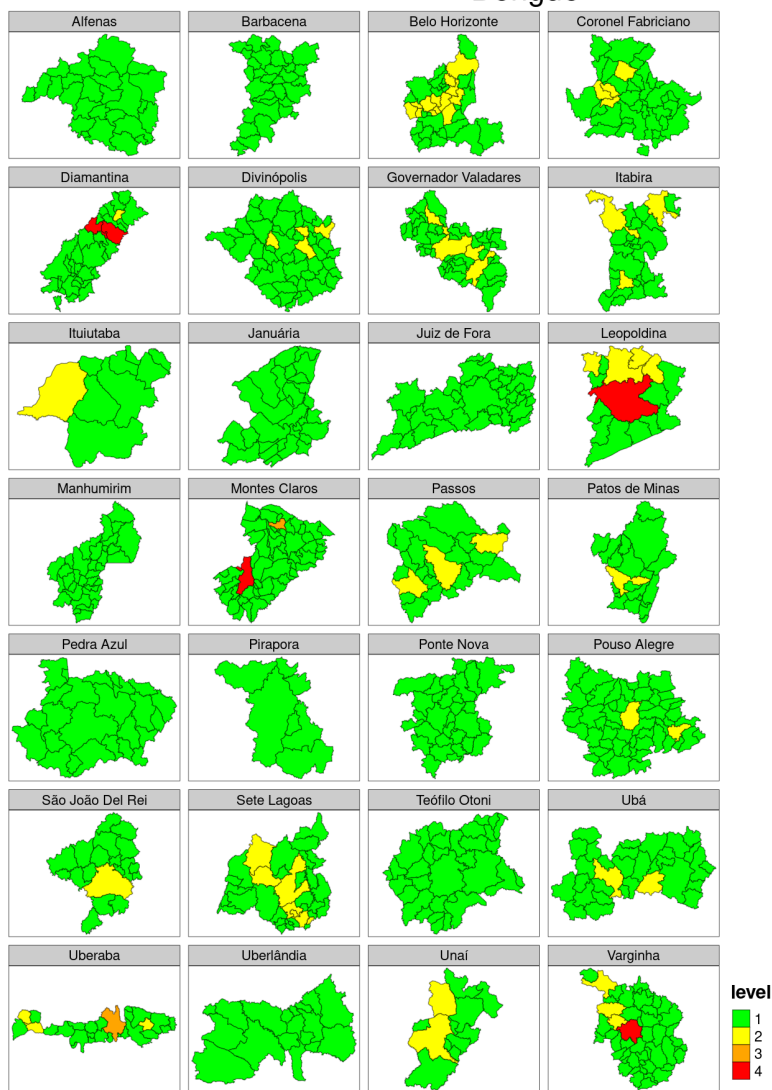 Alfenas
Barbacena
Belo Horizonte
Coronel Fabriciano
Diamantina
Divinópolis
Governador Valadares
Itabira
Ituiutaba
Januária
Juiz de Fora
Leopoldina
Manhumirim
Montes Claros
Passos
Patos de Minas
Pedra Azul
Pirapora
Ponte Nova
Pouso Alegre
São João Del Rei
Sete Lagoas
Teófilo Otoni
Ubá
Uberaba
Uberlândia
Unaí
Varginha
level
1
2
3
4